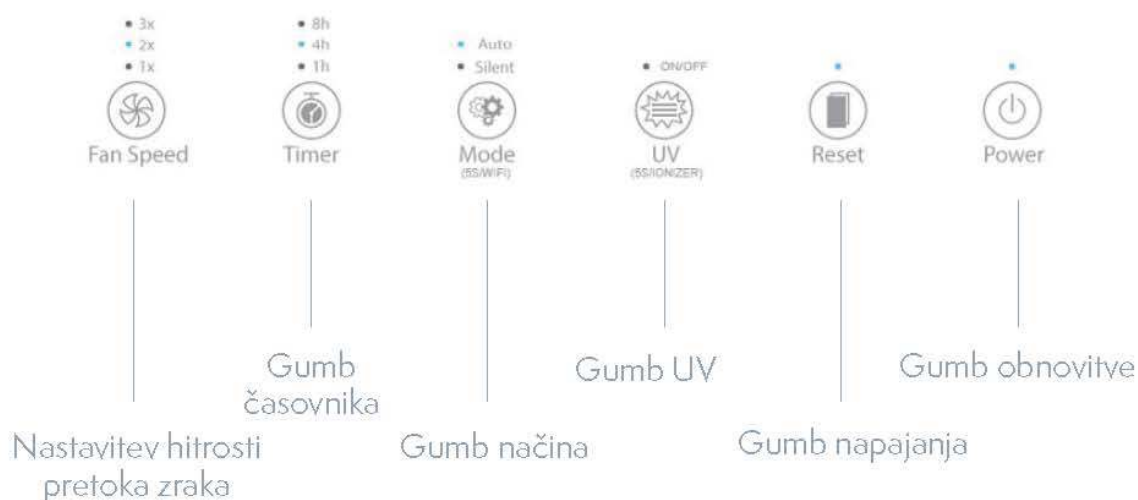 3x
2x
1x
Fan Speed
8h
4h
1h
Timer
Auto
Silent
Mode
(5S/WIFI)
ON/OFF
UV
(5S/IONIZER)
Reset
Power
Nastavitev hitrosti
pretoka zraka
Gumb
časovnika
Gumb načina
Gumb UV
Gumb napajanja
Gumb obnovitve